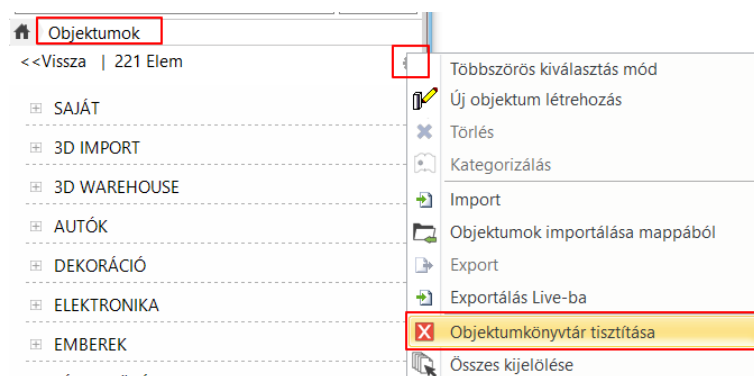 Objektumok
<<Vissza | 221 Elem
SAJÁT
3D IMPORT
3D WAREHOUSE
AUTÓK
DEKORÁCIÓ
ELEKTRONIKA
EMBEREK
Többszörös kiválasztás mód
Új objektum létrehozás
Törlés
Kategorizálás
Import
Objektumok importálása mappából
Export
Exportálás Live-ba
Objektumkönyvtár tisztítása
Összes kijelölése